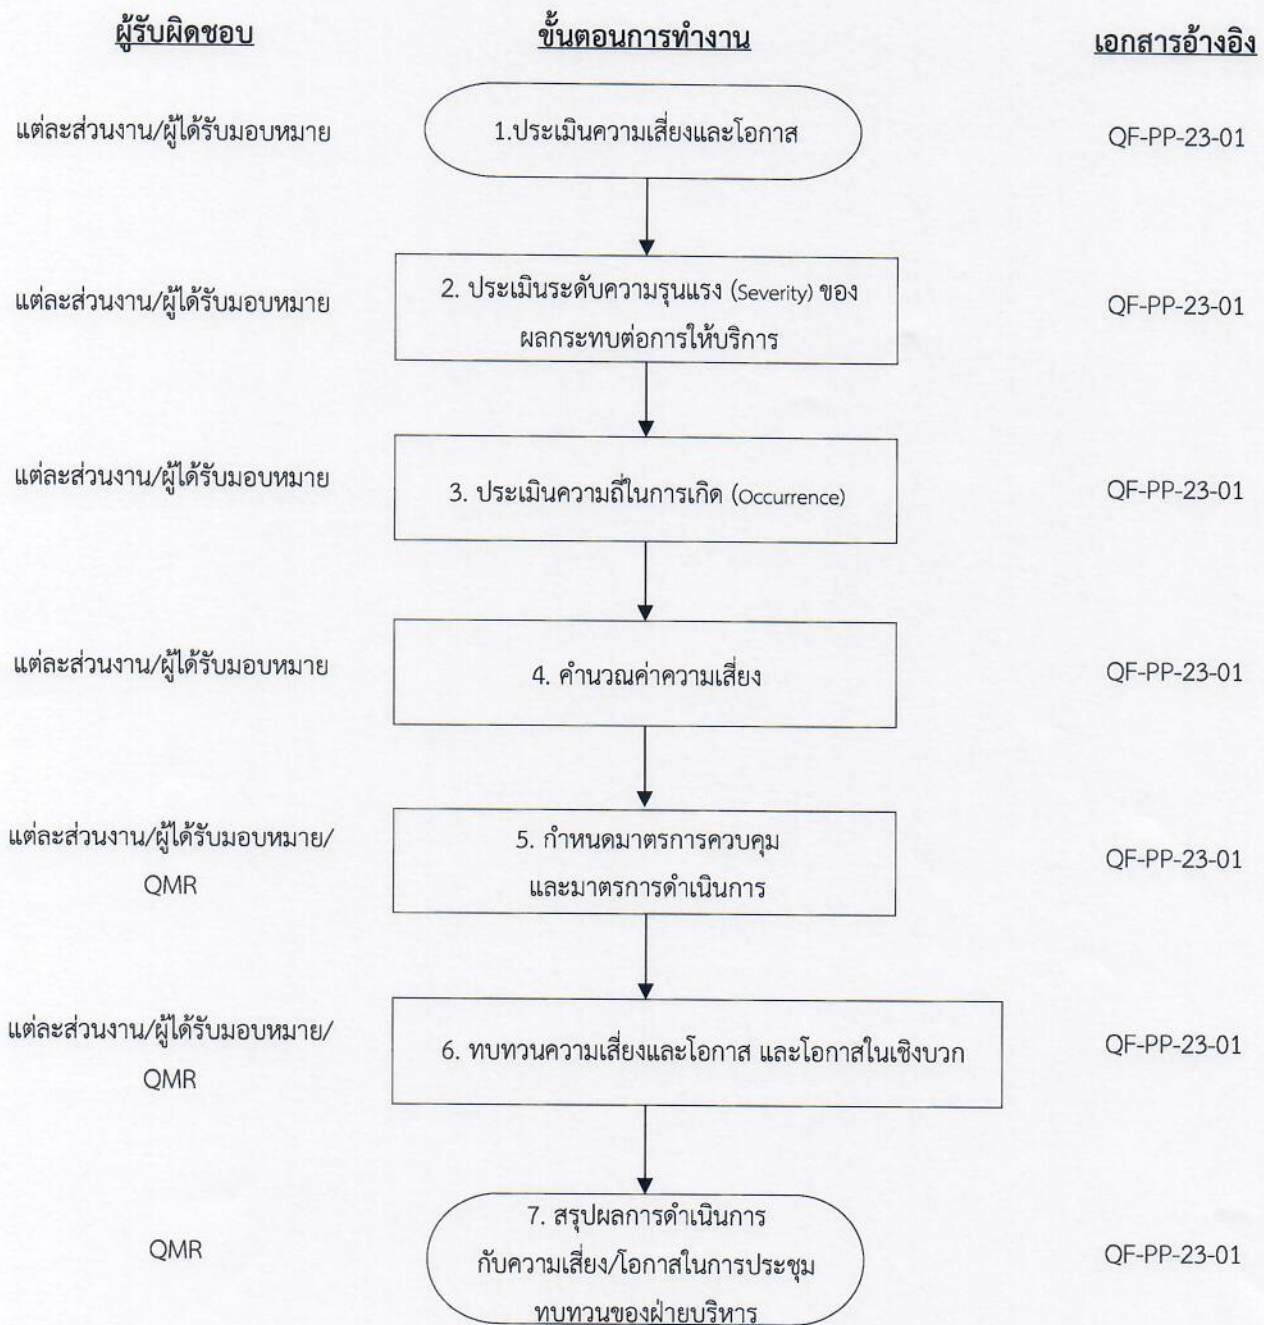 ผู้รับผิดชอบ
ขั้นตอนการทำงาน
เอกสารอ้างอิง
แต่ละส่วนงาน/ผู้ได้รับมอบหมาย
1.ประเมินความเสี่ยงและโอกาส
QF-PP-23-01
แต่ละส่วนงาน/ผู้ได้รับมอบหมาย
2. ประเมินระดับความรุนแรง (Severity) ของ
ผลกระทบต่อการให้บริการ
QF-PP-23-01
แต่ละส่วนงาน/ผู้ได้รับมอบหมาย
3. ประเมินความถี่ในการเกิด (Occurrence)
QF-PP-23-01
แต่ละส่วนงาน/ผู้ได้รับมอบหมาย
4. คำนวณค่าความเสี่ยง
QF-PP-23-01
แต่ละส่วนงาน/ผู้ได้รับมอบหมาย/
QMR
5. กำหนดมาตรการควบคุม
และมาตรการดำเนินการ
QF-PP-23-01
แต่ละส่วนงาน/ผู้ได้รับมอบหมาย/
QMR
6. ทบทวนความเสี่ยงและโอกาส และโอกาสในเชิงบวก
QF-PP-23-01
QMR
7. สรุปผลการดำเนินการ
กับความเสี่ยง/โอกาสในการประชุม
ทบทวนของฝ่ายบริหาร
QF-PP-23-01